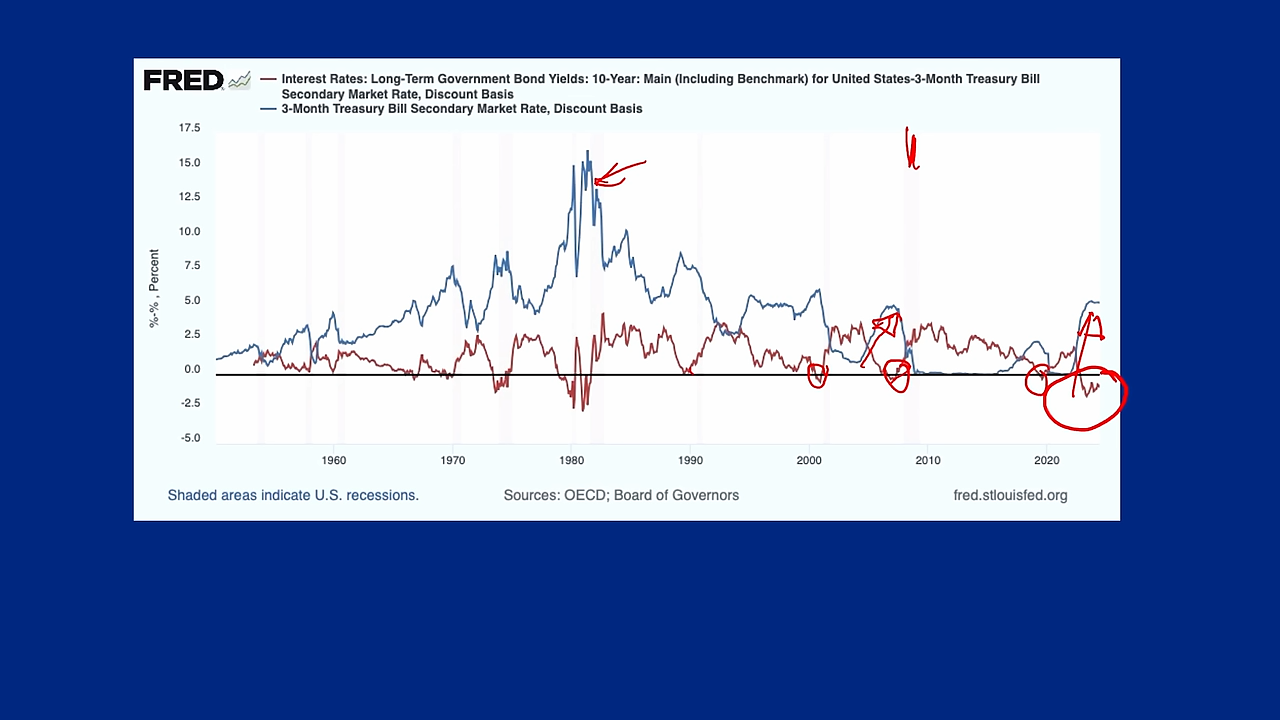 FRED
Interest Rates: Long-Term Government Bond Yields: 10-Year: Main (Including Benchmark) for United States-3-Month Treasury Bill
Secondary Market Rate, Discount Basis
3-Month Treasury Bill Secondary Market Rate, Discount Basis
17.5
15.0
12.5
10.0
7.5
5.0
2.5
0.0
-2.5
-5.0
%-% , Percent
1960 1970 1980 1990 2000 2010 2020
Shaded areas indicate U.S. recessions. Sources: OECD; Board of Governors fred.stlouisfed.org